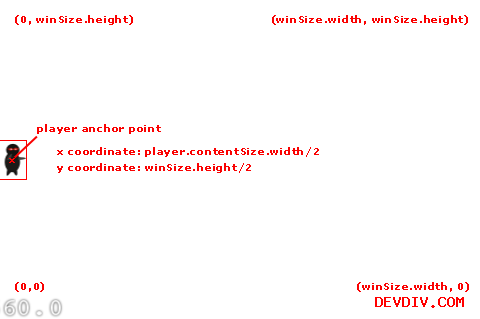 (0, winSize.height)
(winSize.width, winSize.height)
player anchor point
x coordinate: player.contentSize.width/2
y coordinate: winSize.height/2
(0,0)
(winSize.width, 0)
60.0
DEVDIV.COM